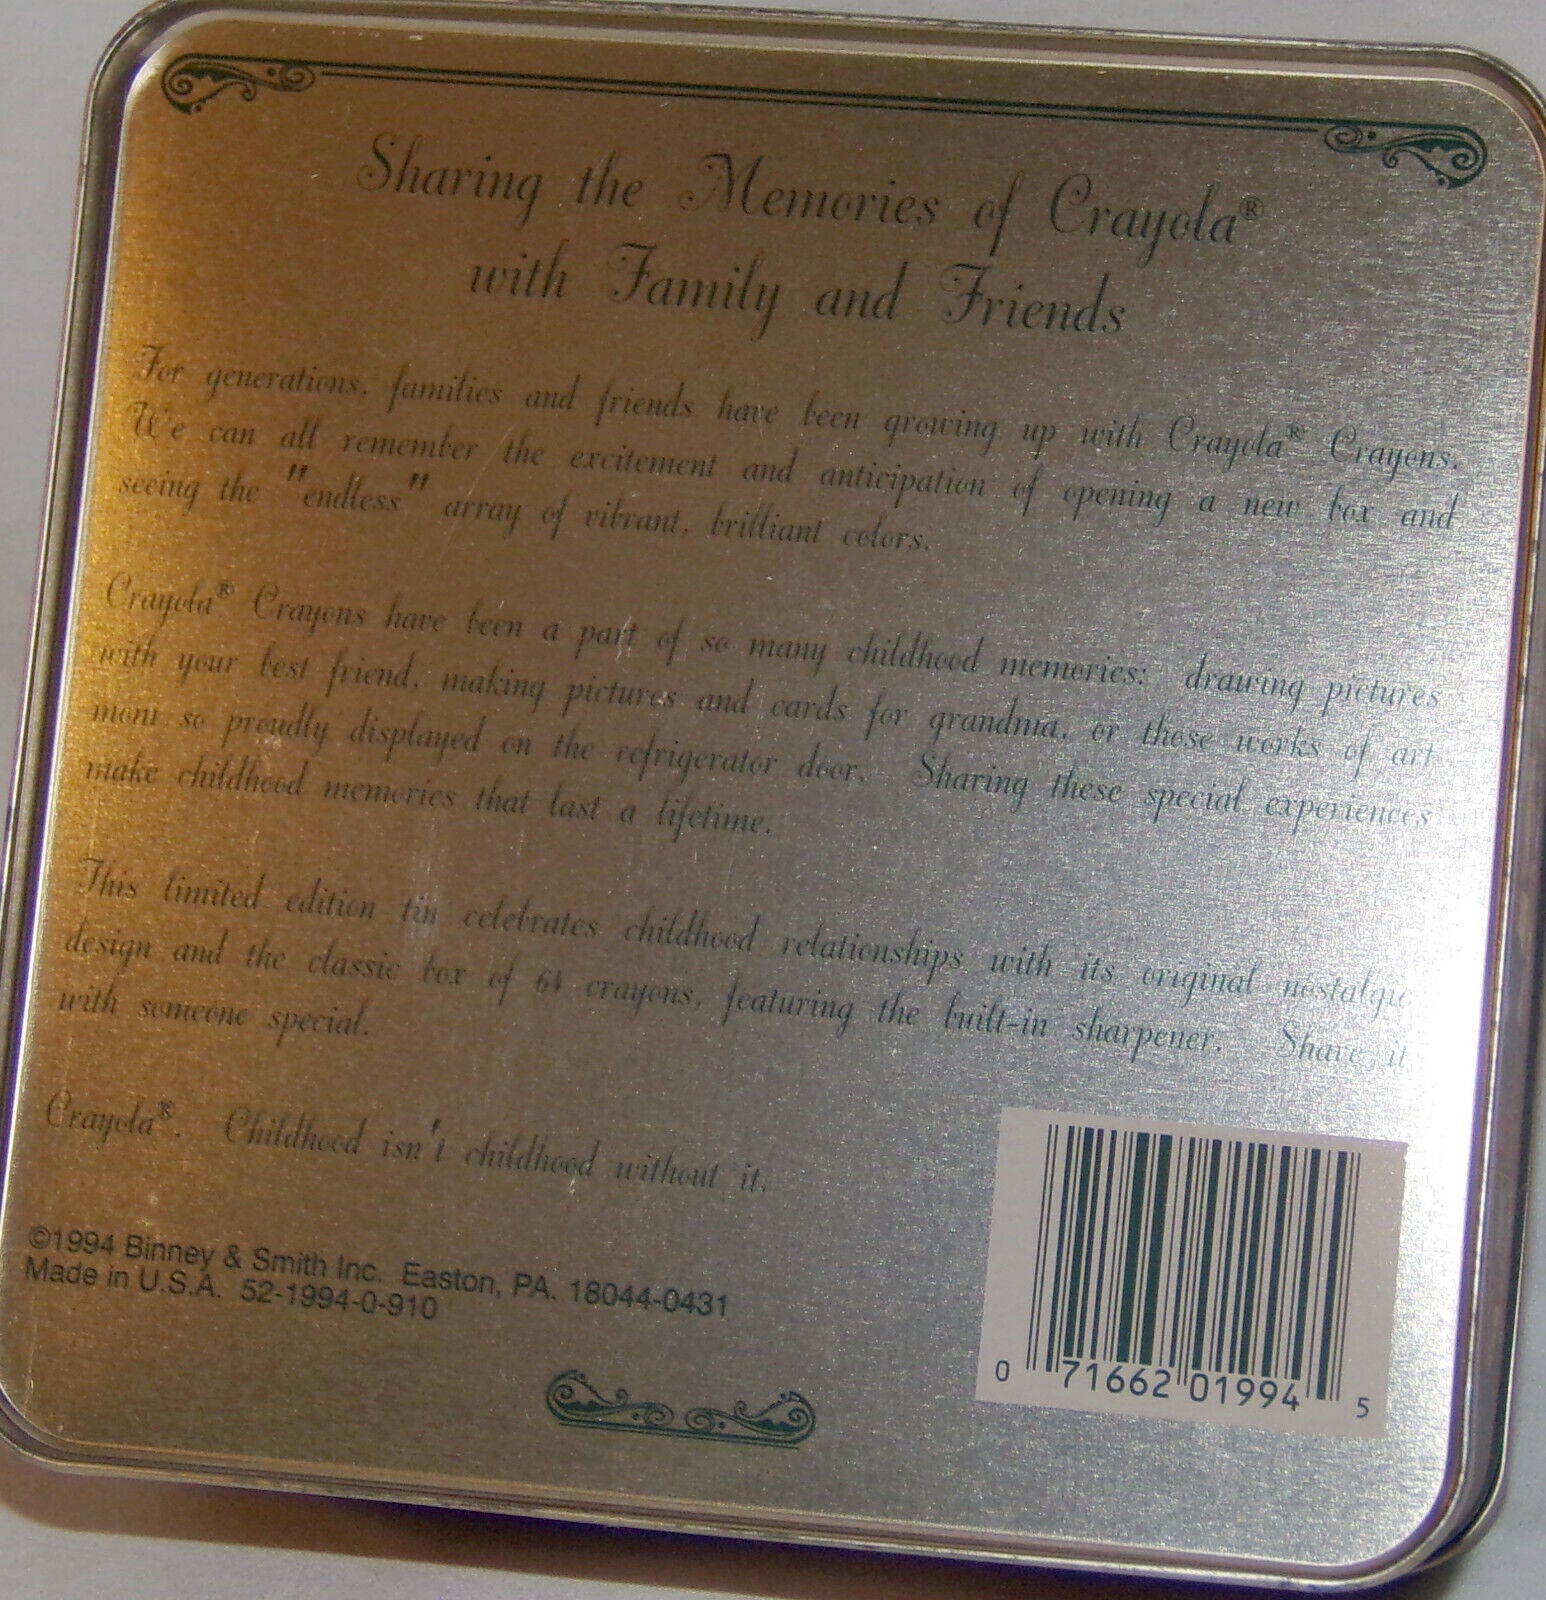 Sharing the Memories of Crayola®
with Family and Friends
For generations, families and friends have been growing up with Crayola® Crayons.
We can all remember the excitement and anticipation of opening a new box and
seeing the "endless" array of vibrant, brilliant colors.
Crayola® Crayons have been a part of so many childhood memories: drawing pictures
with your best friend, making pictures and cards for grandma, or those works of art
mom so proudly displayed on the refrigerator door. Sharing these special experiences
make childhood memories that last a lifetime.
This limited edition tin celebrates childhood relationships with its original nostalgic
design and the classic box of 64 crayons, featuring the built-in sharpener. Share it
with someone special.
Crayola®. Childhood isn't childhood without it.
©1994 Binney & Smith Inc. Easton, PA. 18044-0431
Made in U.S.A. 52-1994-0-910
0 71662 01994 5